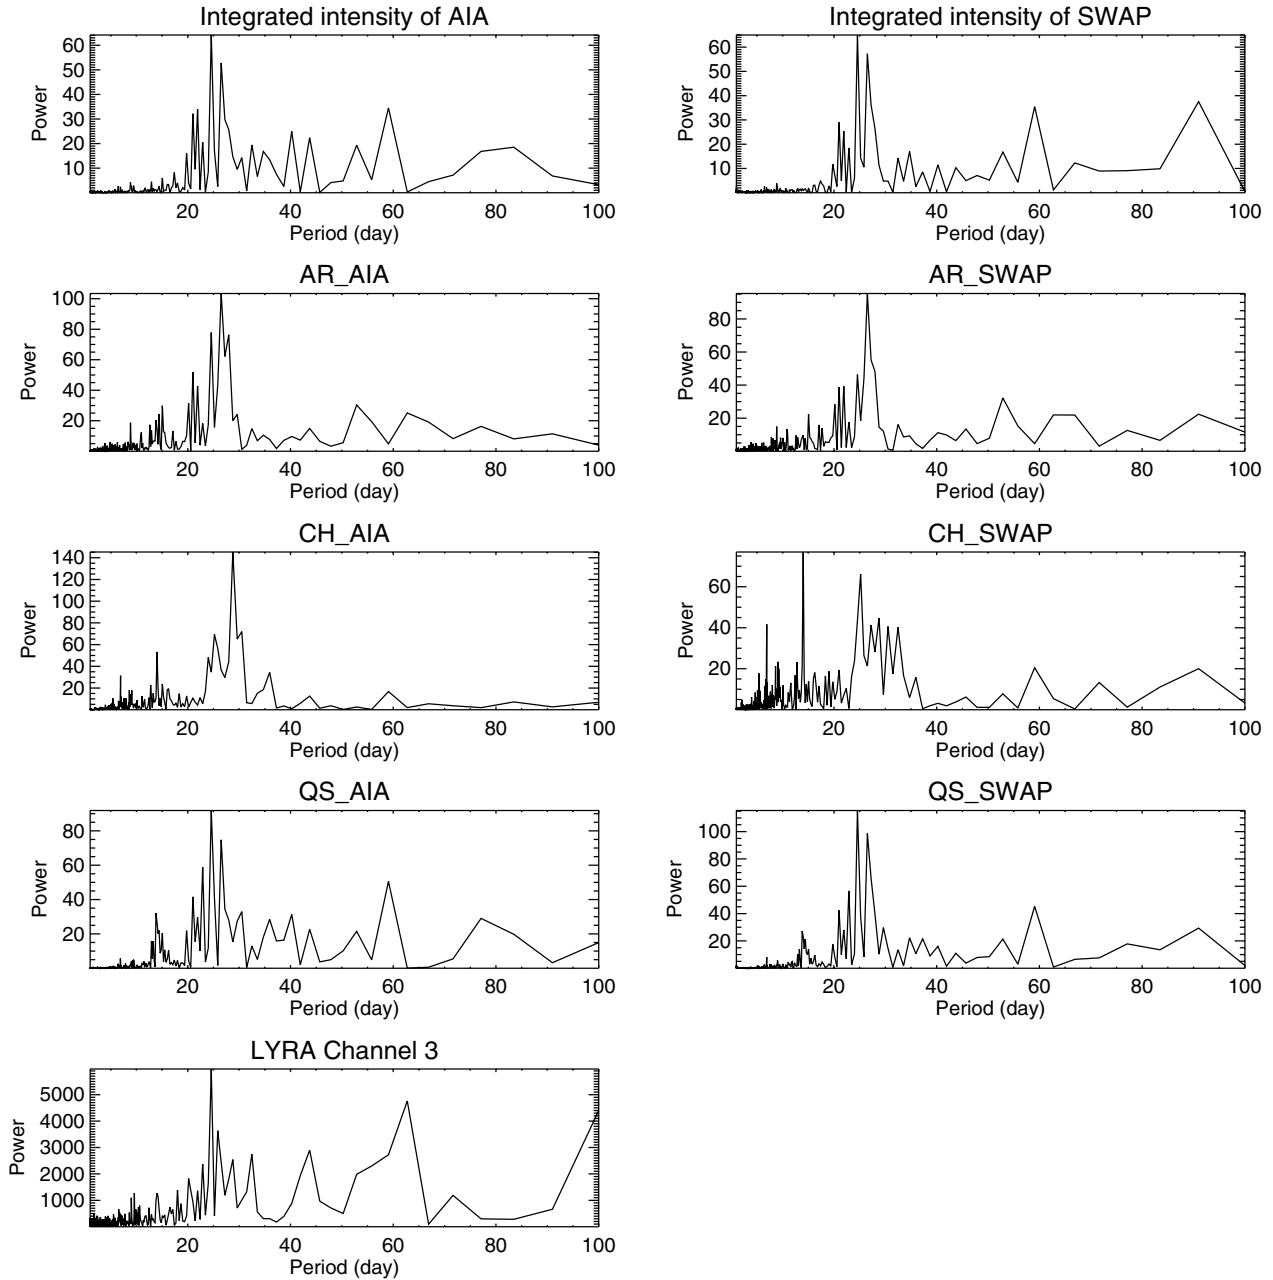 Integrated intensity of AIA
60
50
40
30
20
10
Power
20 40 60 80 100
Period (day)
Integrated intensity of SWAP
60
50
40
30
20
10
Power
20 40 60 80 100
Period (day)
AR_AIA
100
80
60
40
20
Power
20 40 60 80 100
Period (day)
AR_SWAP
80
60
40
20
Power
20 40 60 80 100
Period (day)
CH_AIA
140
120
100
80
60
40
20
Power
20 40 60 80 100
Period (day)
CH_SWAP
60
40
20
Power
20 40 60 80 100
Period (day)
QS_AIA
80
60
40
20
Power
20 40 60 80 100
Period (day)
QS_SWAP
100
80
60
40
20
Power
20 40 60 80 100
Period (day)
LYRA Channel 3
5000
4000
3000
2000
1000
Power
20 40 60 80 100
Period (day)